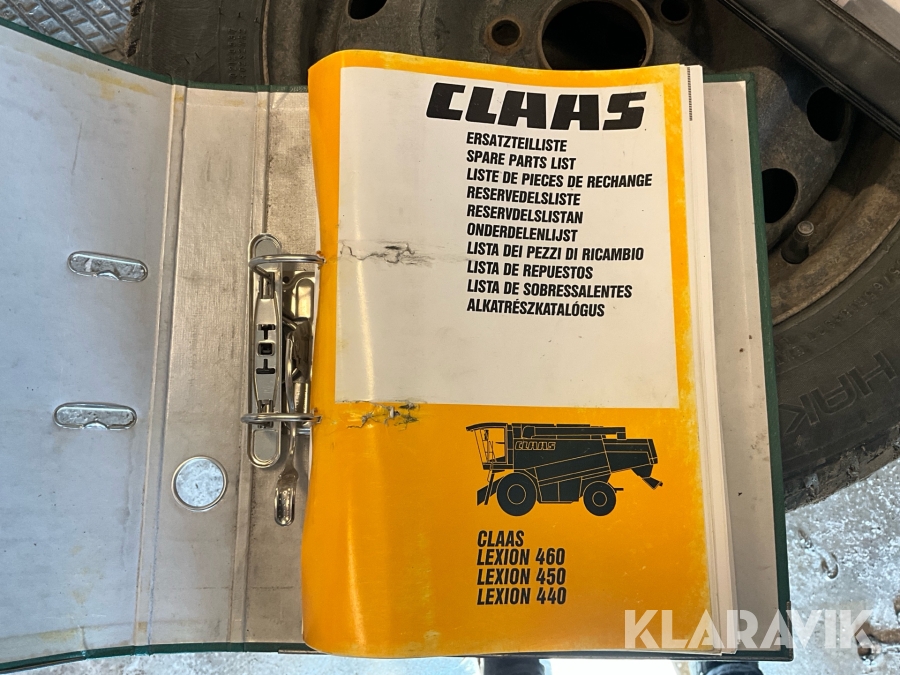 CLAAS
ERSATZTEILLISTE
SPARE PARTS LIST
LISTE DE PIECES DE RECHANGE
RESERVEDELSLISTE
RESERVDELSLISTAN
ONDERDELENLIJST
LISTA DEI PEZZI DI RICAMBIO
LISTA DE REPUESTOS
LISTA DE SOBRESSALENTES
ALKATRÉSZKATALÓGUS
CLAAS
CLAAS
LEXION 460
LEXION 450
LEXION 440
HAK
KLARAVIK